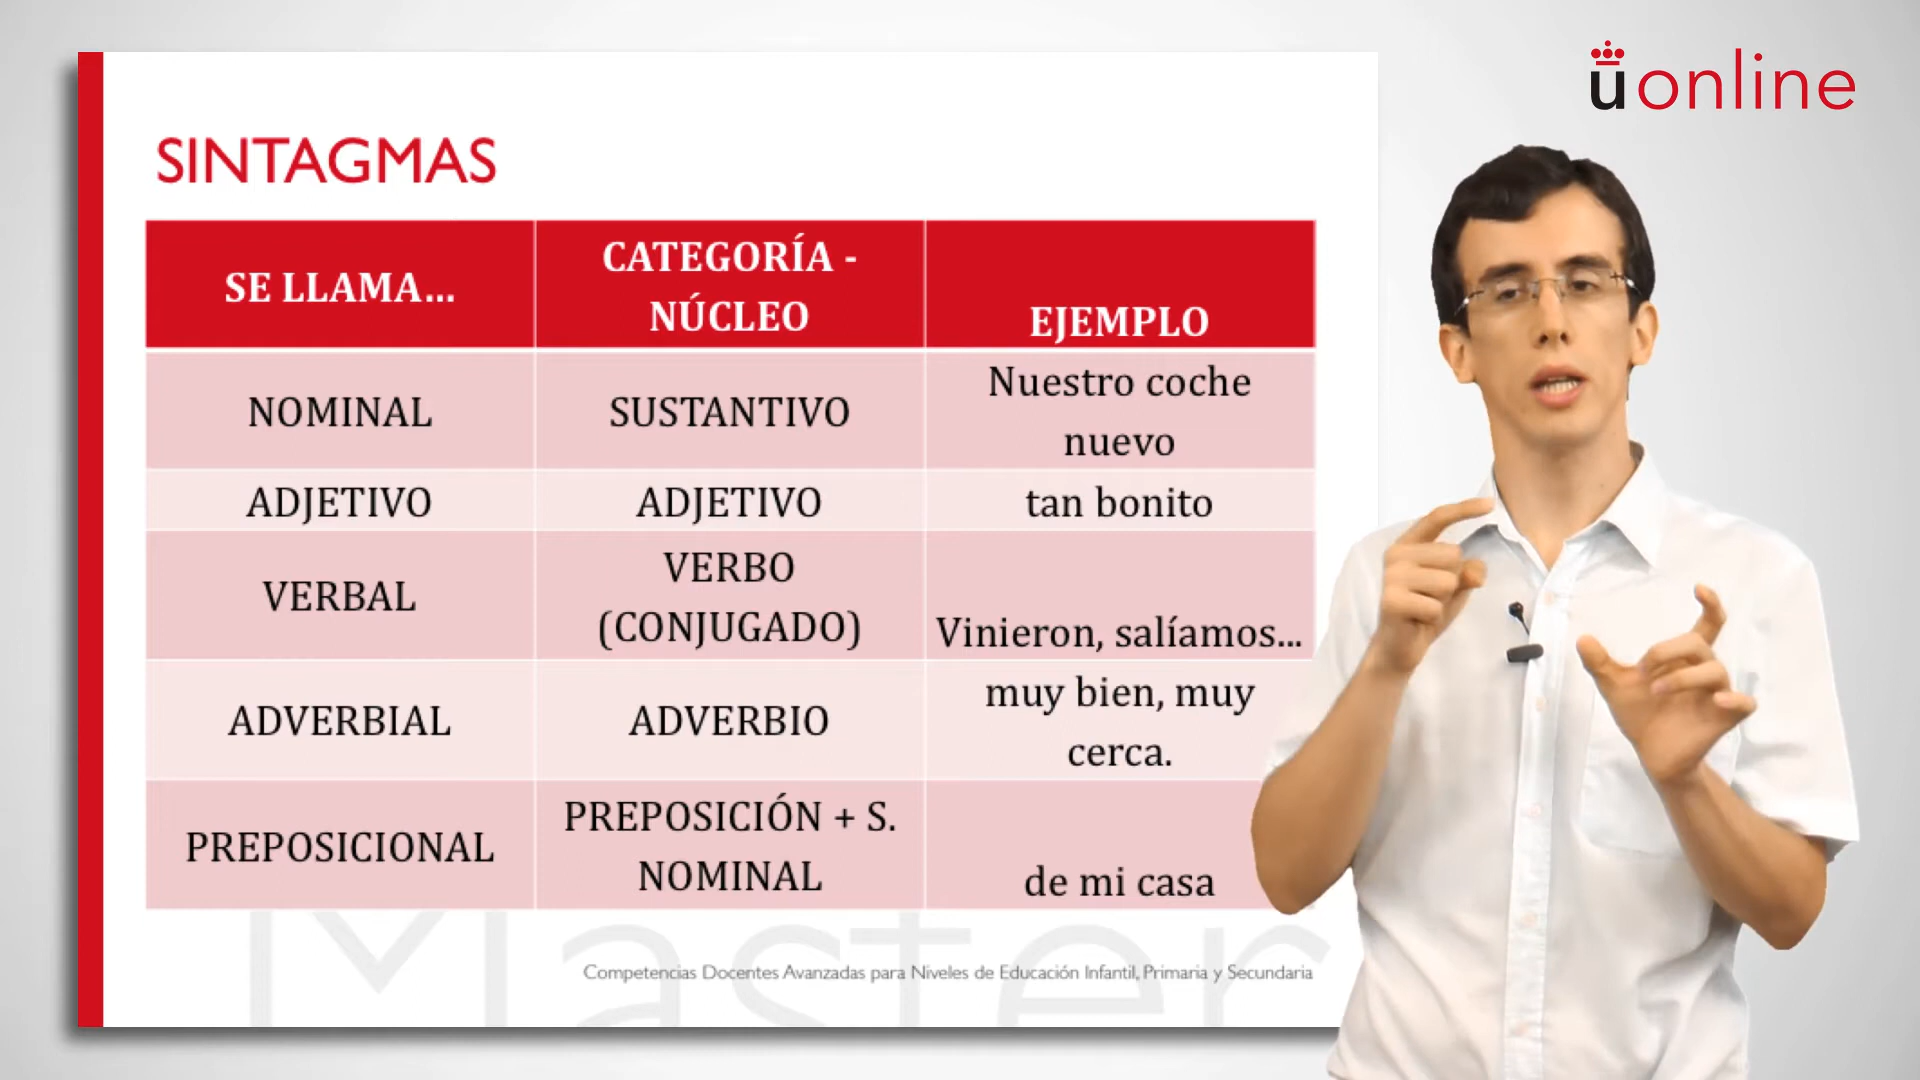 uonline
SINTAGMAS
SE LLAMA...
CATEGORÍA -
NÚCLEO
EJEMPLO
NOMINAL
SUSTANTIVO
Nuestro coche
nuevo
ADJETIVO
ADJETIVO
tan bonito
VERBAL
VERBO
(CONJUGADO)
Vinieron, salíamos...
ADVERBIAL
ADVERBIO
muy bien, muy
cerca.
PREPOSICIONAL
PREPOSICIÓN + S.
NOMINAL
de mi casa
Master
Competencias Docentes Avanzadas para Niveles de Educación Infantil, Primaria y Secundaria